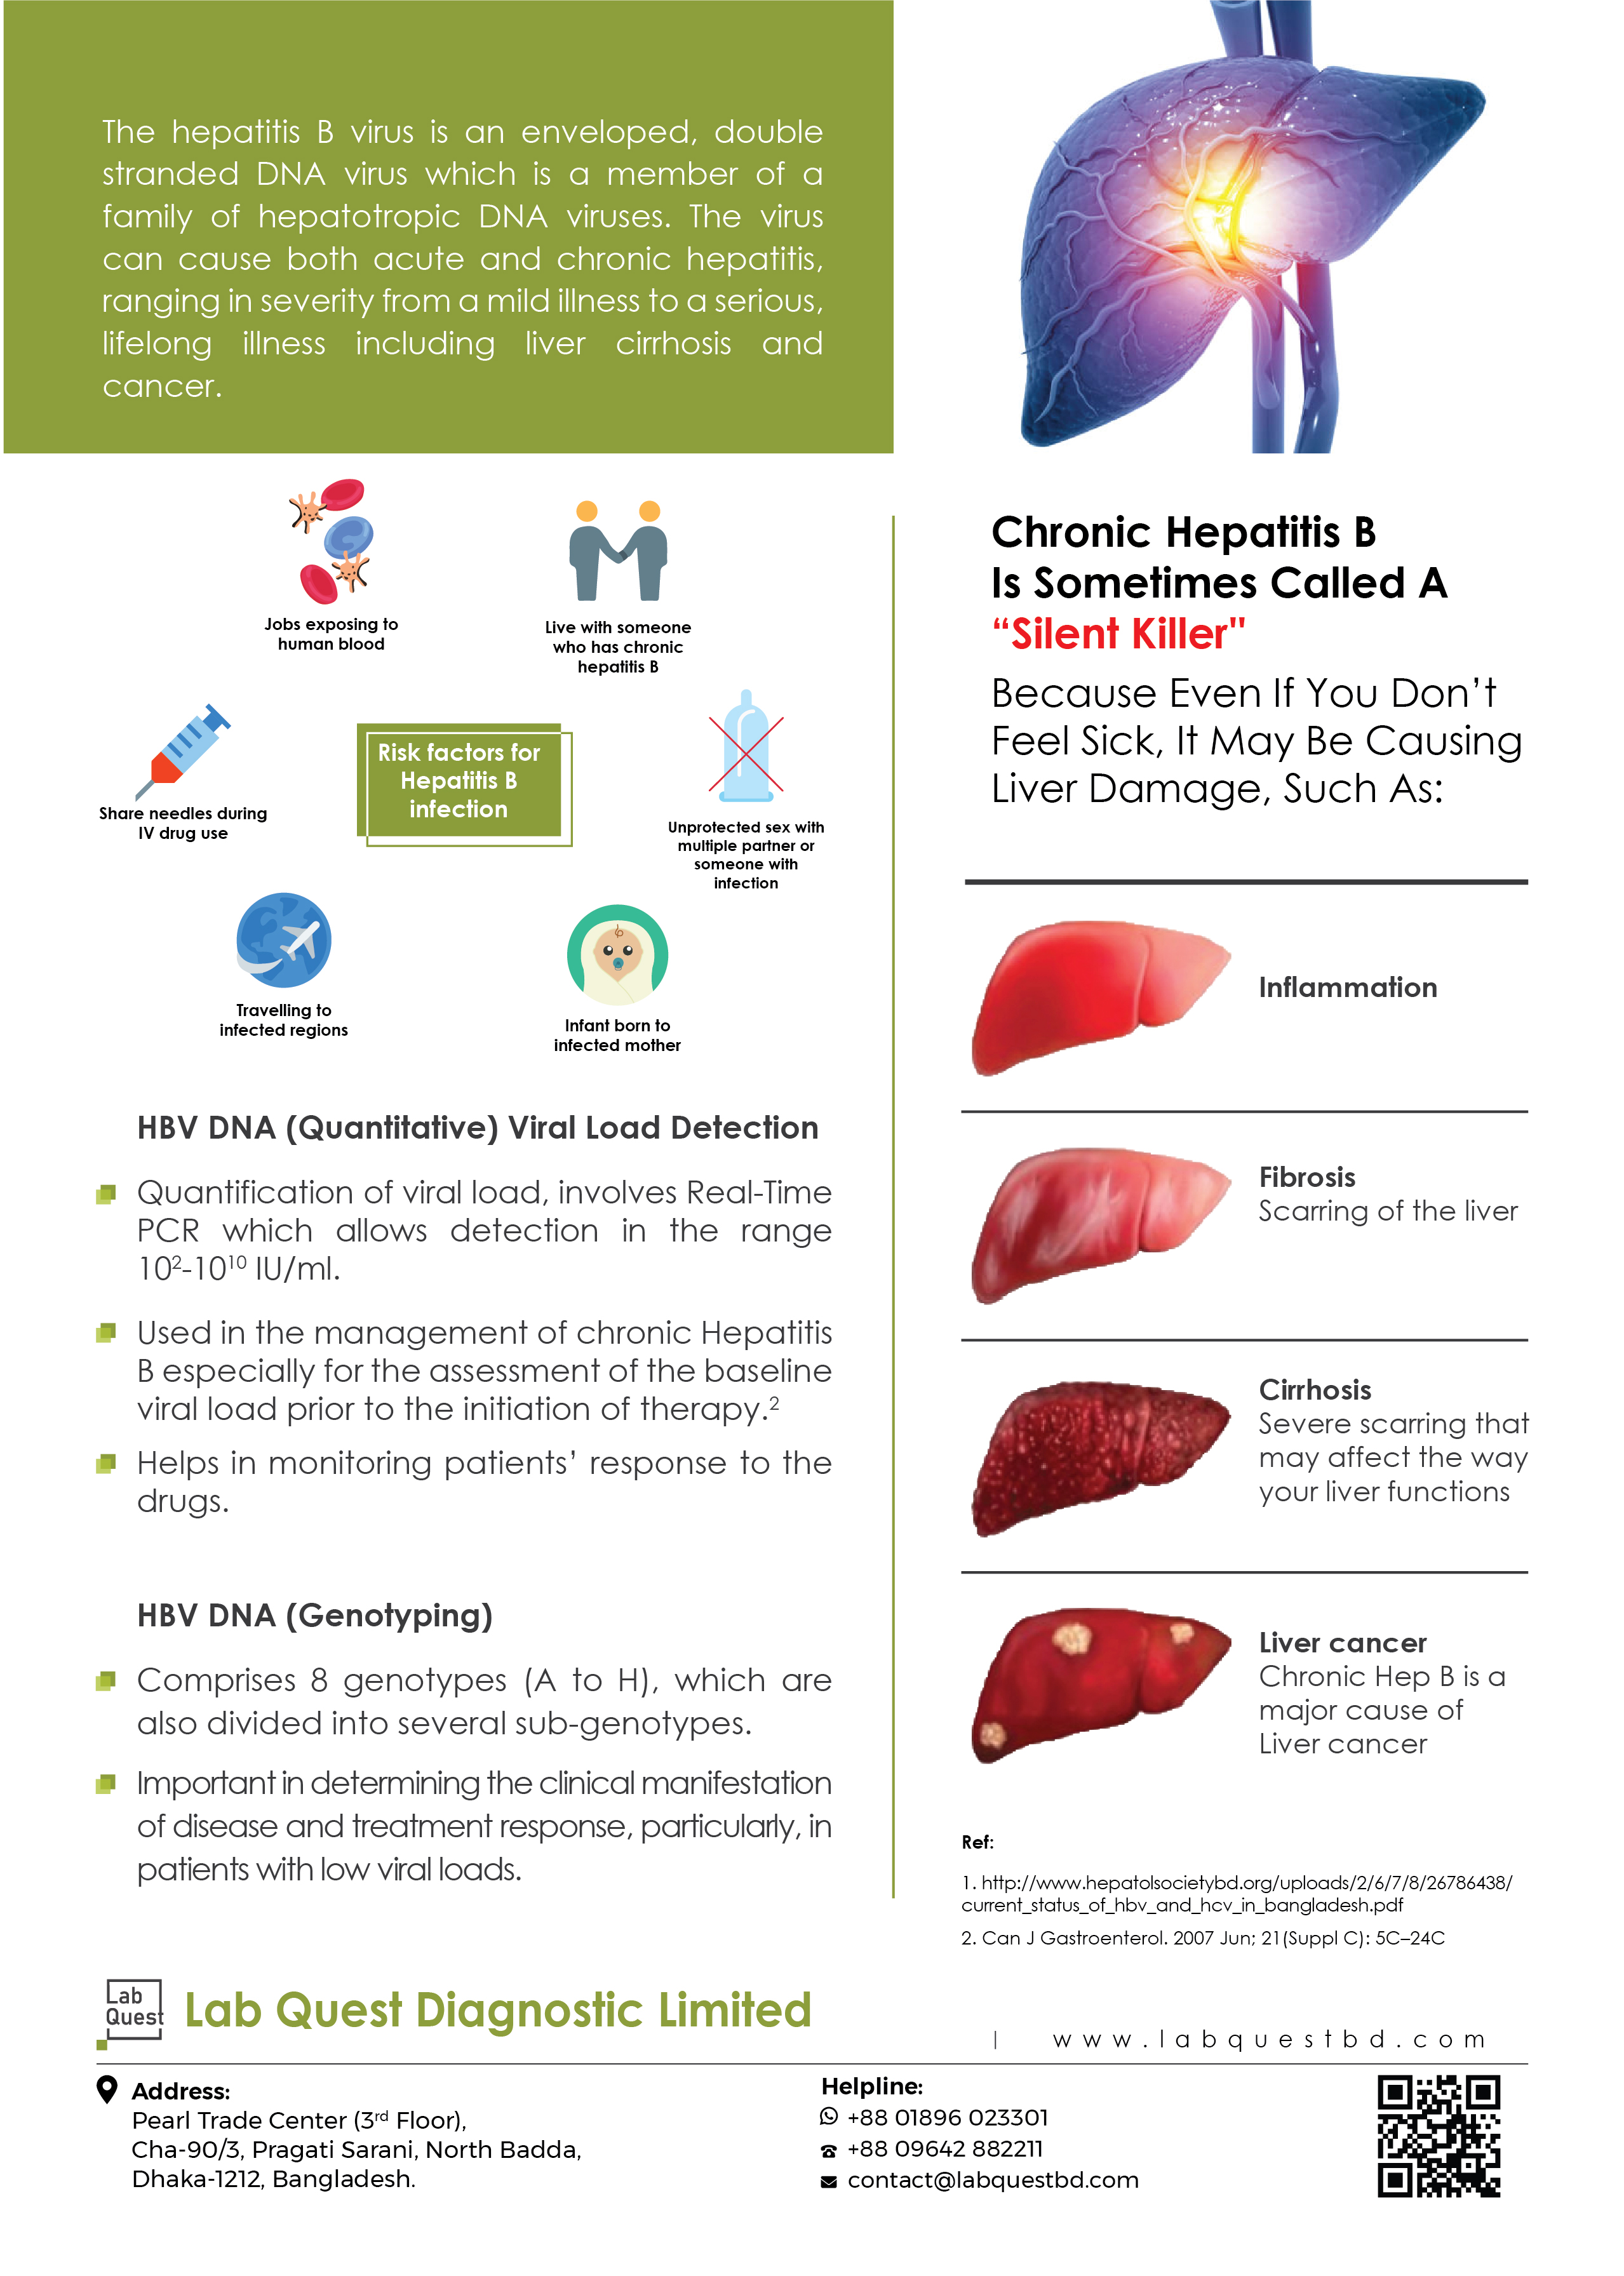 The hepatitis B virus is an enveloped, double
stranded DNA virus which is a member of a
family of hepatotropic DNA viruses. The virus
can cause both acute and chronic hepatitis,
ranging in severity from a mild illness to a serious,
lifelong illness including liver cirrhosis and
cancer.
Jobs exposing to
human blood
Live with someone
who has chronic
hepatitis B
Share needles during
IV drug use
Risk factors for
Hepatitis B
infection
Unprotected sex with
multiple partner or
someone with
infection
Travelling to
infected regions
Infant born to
infected mother
HBV DNA (Quantitative) Viral Load Detection
Quantification of viral load, involves Real-Time
PCR which allows detection in the range
10²-10¹⁰ IU/ml.
Used in the management of chronic Hepatitis
B especially for the assessment of the baseline
viral load prior to the initiation of therapy.²
Helps in monitoring patients’ response to the
drugs.
HBV DNA (Genotyping)
Comprises 8 genotypes (A to H), which are
also divided into several sub-genotypes.
Important in determining the clinical manifestation
of disease and treatment response, particularly, in
patients with low viral loads.
Chronic Hepatitis B
Is Sometimes Called A
“Silent Killer"
Because Even If You Don’t
Feel Sick, It May Be Causing
Liver Damage, Such As:
Inflammation
Fibrosis
Scarring of the liver
Cirrhosis
Severe scarring that
may affect the way
your liver functions
Liver cancer
Chronic Hep B is a
major cause of
Liver cancer
Ref:
1. http://www.hepatolsocietybd.org/uploads/2/6/7/8/26786438/
current_status_of_hbv_and_hcv_in_bangladesh.pdf
2. Can J Gastroenterol. 2007 Jun; 21(Suppl C): 5C–24C
Lab
Quest
Lab Quest Diagnostic Limited
| www.labquestbd.com
Address:
Pearl Trade Center (3rd Floor),
Cha-90/3, Pragati Sarani, North Badda,
Dhaka-1212, Bangladesh.
Helpline:
+88 01896 023301
+88 09642 882211
contact@labquestbd.com